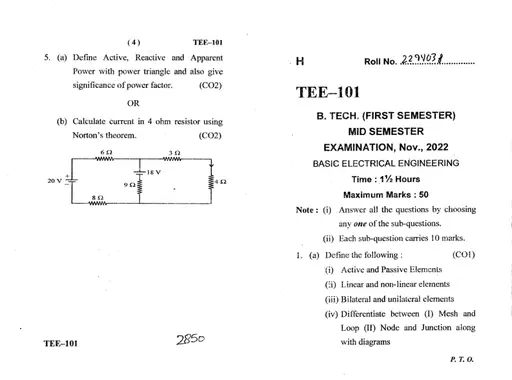 ( 4 ) TEE–101
5. (a) Define Active, Reactive and Apparent
Power with power triangle and also give
significance of power factor. (CO2)
OR
(b) Calculate current in 4 ohm resistor using
Norton's theorem. (CO2)
6 Ω 3 Ω
20 V + − 18 V
9 Ω 4 Ω
8 Ω
TEE–101 2850
H Roll No. 2294038
TEE–101
B. TECH. (FIRST SEMESTER)
MID SEMESTER
EXAMINATION, Nov., 2022
BASIC ELECTRICAL ENGINEERING
Time : 1½ Hours
Maximum Marks : 50
Note : (i) Answer all the questions by choosing
any one of the sub-questions.
(ii) Each sub-question carries 10 marks.
1. (a) Define the following : (CO1)
(i) Active and Passive Elements
(ii) Linear and non-linear elements
(iii) Bilateral and unilateral elements
(iv) Differentiate between (I) Mesh and
Loop (II) Node and Junction along
with diagrams
P. T. O.